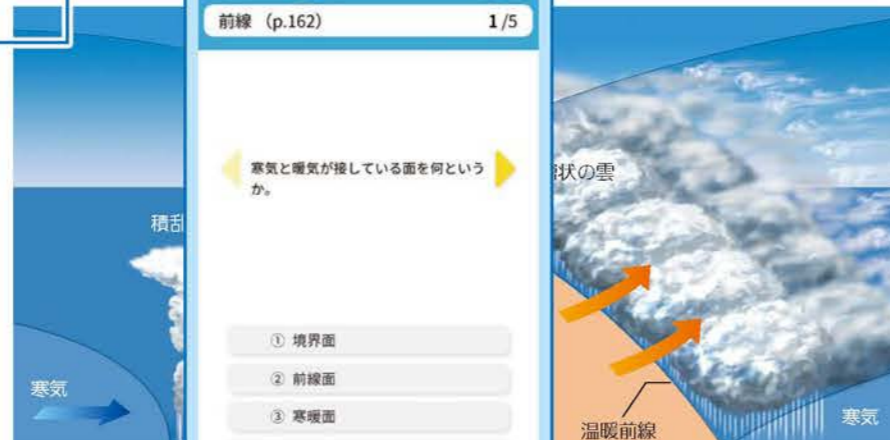 前線 (p.162)
1/5
寒気と暖気が接している面を何という
か。
① 境界面
② 前線面
③ 寒暖面
積乱
状の雲
寒気
温暖前線
寒気